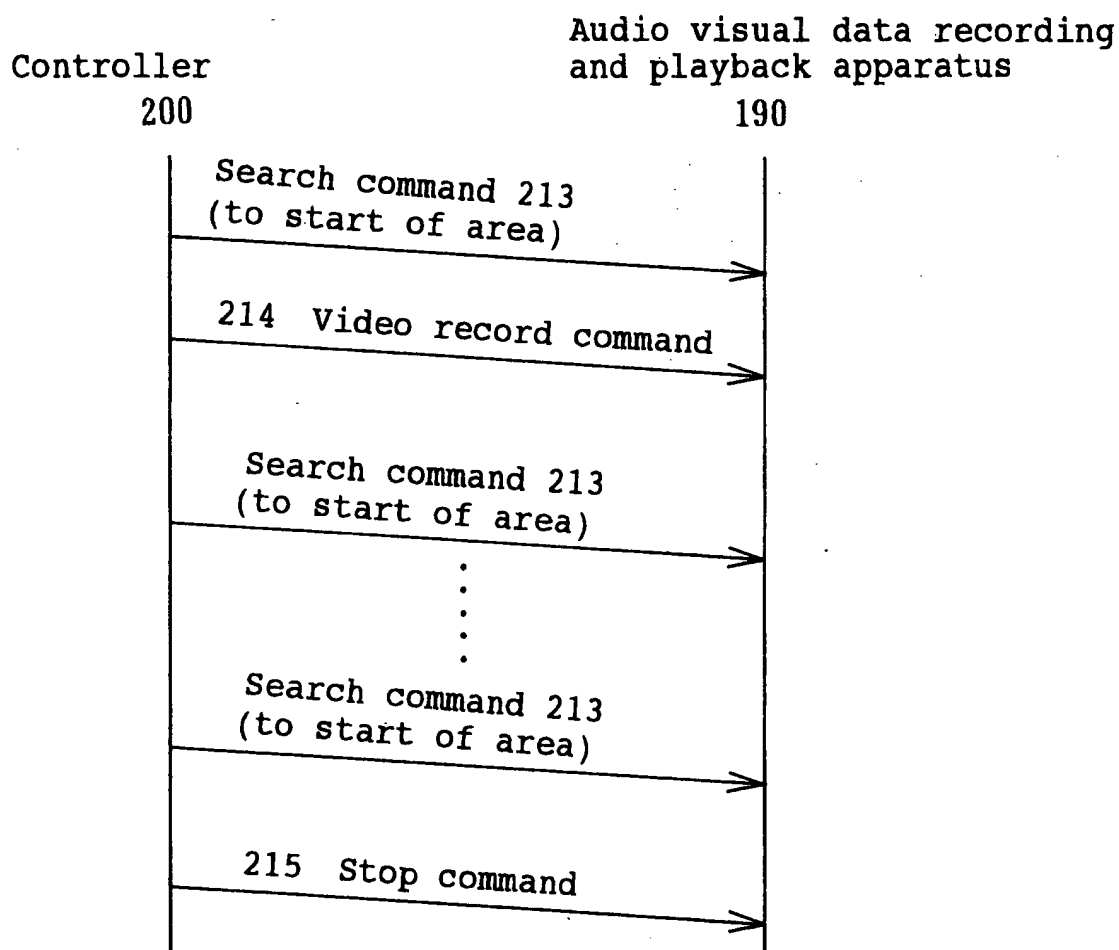 Controller
200
Audio visual data recording
and playback apparatus
190
Search command 213
(to start of area)
214 Video record command
Search command 213
(to start of area)
Search command 213
(to start of area)
215 Stop command